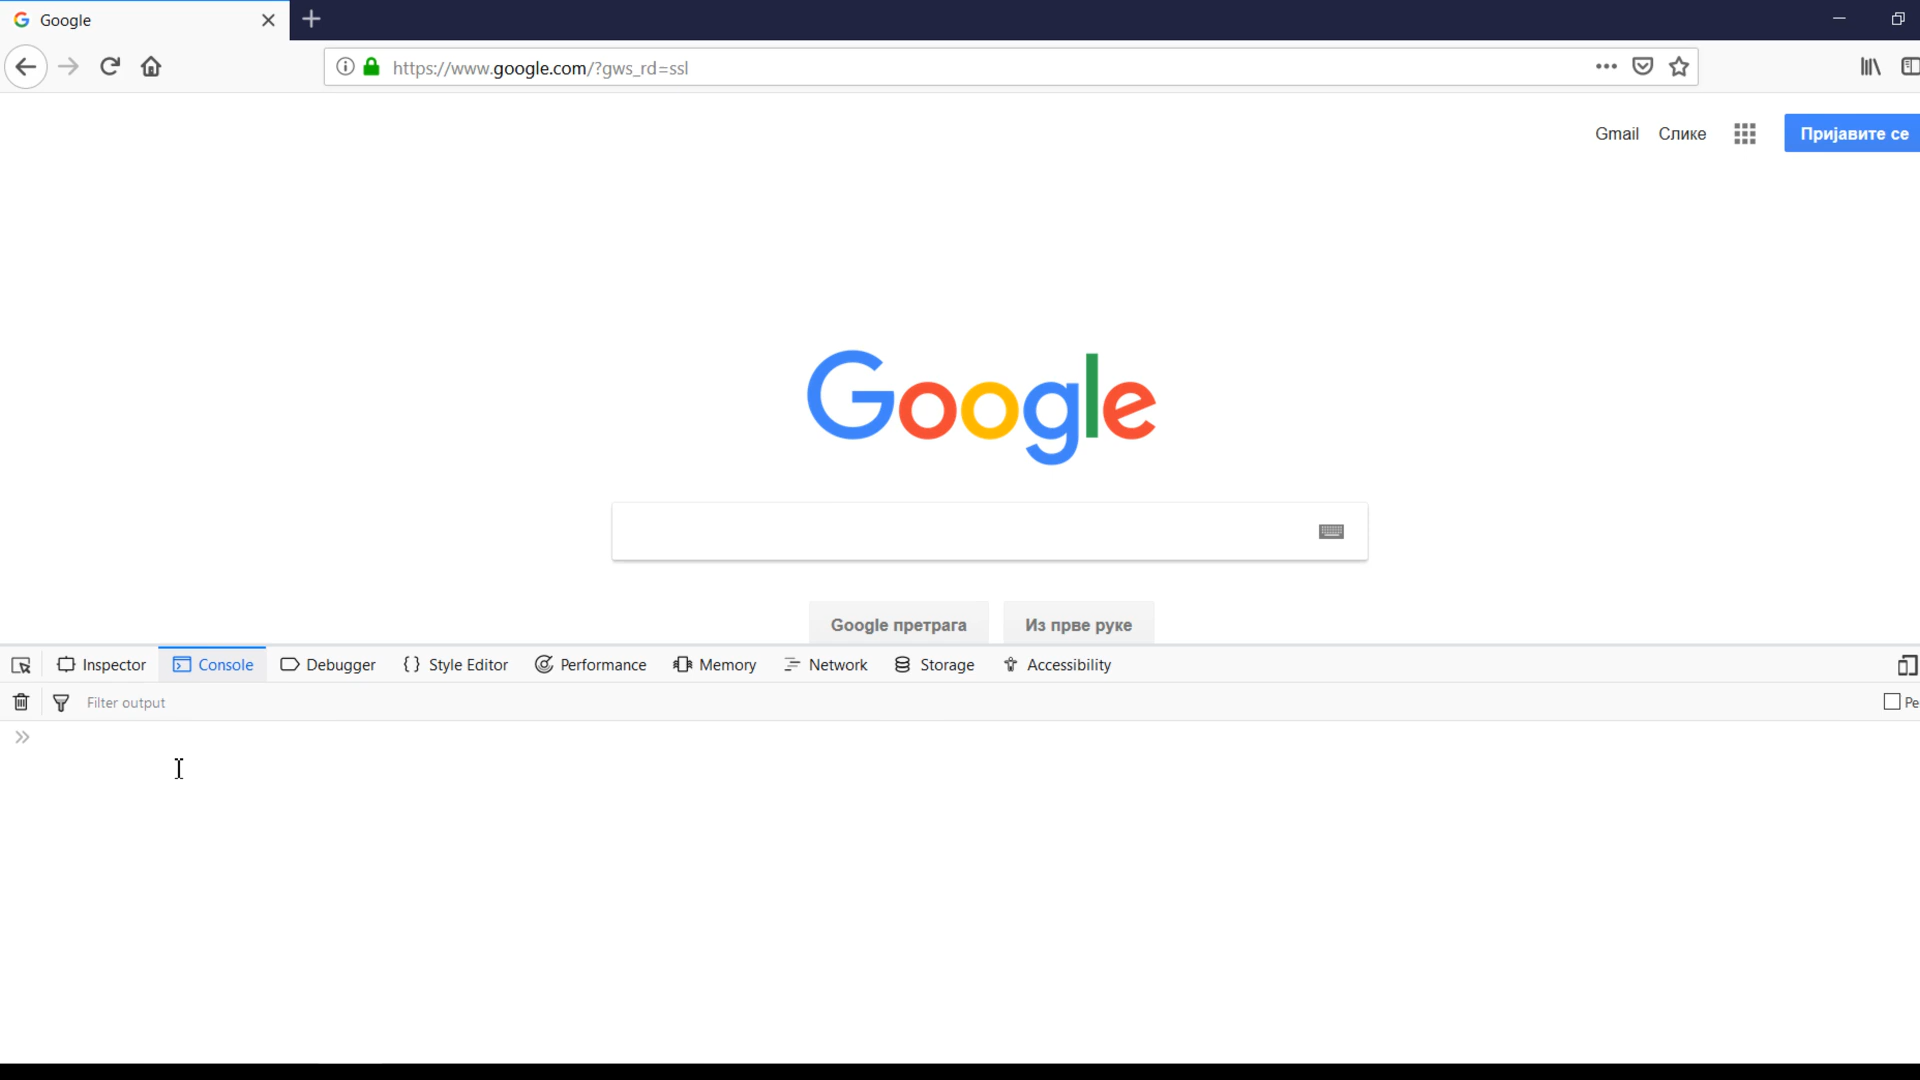 Google
https://www.google.com/?gws_rd=ssl
Gmail Слике Пријавите се
Google
Google претрага Из прве руке
Inspector Console Debugger {} Style Editor Performance Memory Network Storage Accessibility
Filter output Pe
»